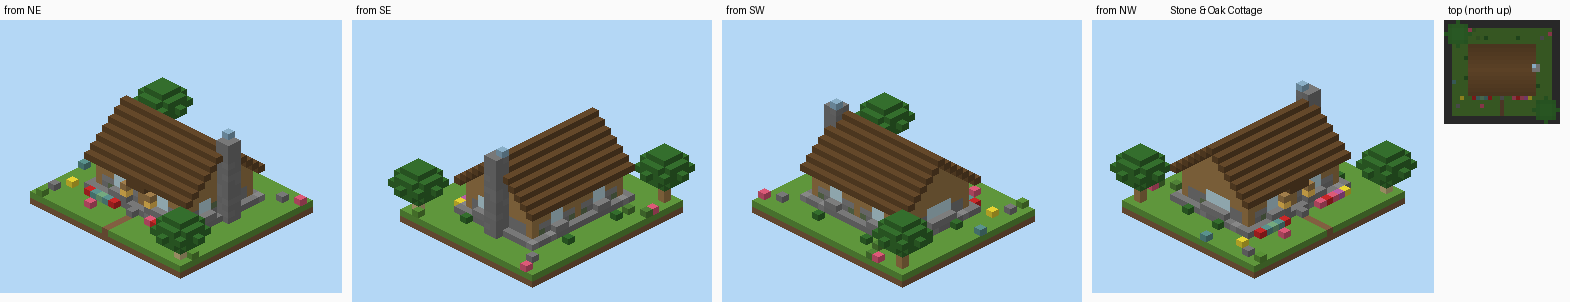 from NE
from SE
from SW
from NW
Stone & Oak Cottage
top (north up)